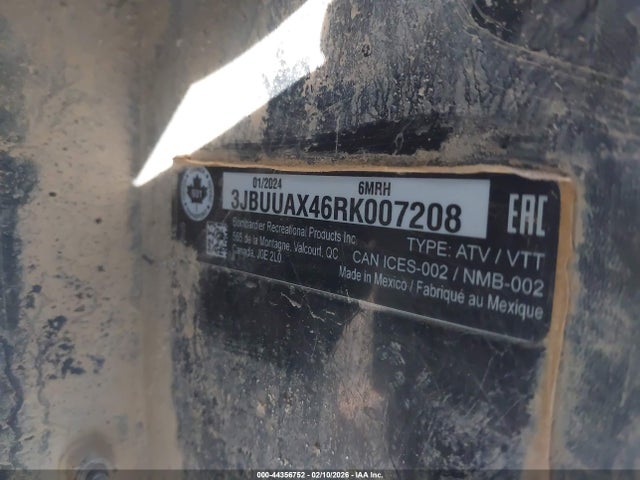 01/2024 6MRH
3JBUUAX46RK007208
EAC
Bombardier Recreational Products Inc.
565 de la Montagne, Valcourt, QC
Canada, J0E 2L0
TYPE: ATV / VTT
CAN ICES-002 / NMB-002
Made in Mexico / Fabriqué au Mexique
000-44356752 - 02/10/2026 - IAA Inc.